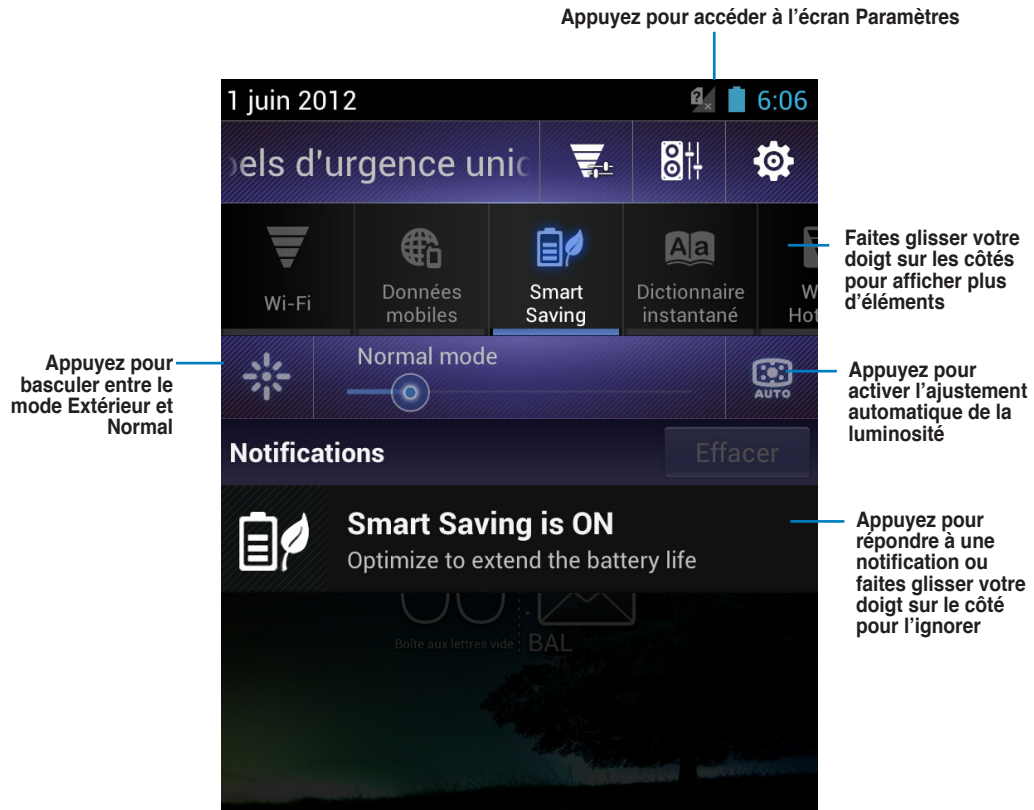 Appuyez pour accéder à l’écran Paramètres
1 juin 2012
6:06
pels d'urgence unic
Wi-Fi
Données
mobiles
Smart
Saving
Dictionnaire
instantané
W
Hot
Faites glisser votre
doigt sur les côtés
pour afficher plus
d’éléments
Appuyez pour
basculer entre le
mode Extérieur et
Normal
Normal mode
AUTO
Appuyez pour
activer l’ajustement
automatique de la
luminosité
Notifications
Effacer
Smart Saving is ON
Optimize to extend the battery life
Appuyez pour
répondre à une
notification ou
faites glisser votre
doigt sur le côté
pour l’ignorer
Boîte aux lettres vide
BAL